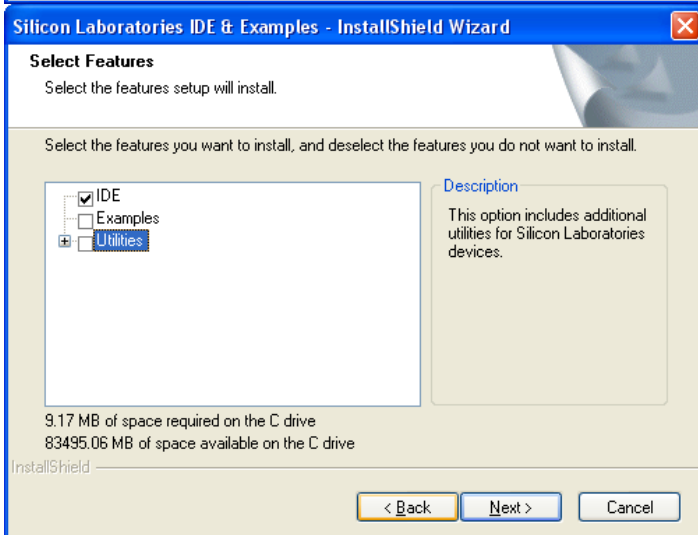 Silicon Laboratories IDE & Examples - InstallShield Wizard
Select Features
Select the features setup will install.
Select the features you want to install, and deselect the features you do not want to install.
IDE
Examples
Utilities
Description
This option includes additional
utilities for Silicon Laboratories
devices.
9.17 MB of space required on the C drive
83495.06 MB of space available on the C drive
InstallShield
< Back
Next >
Cancel